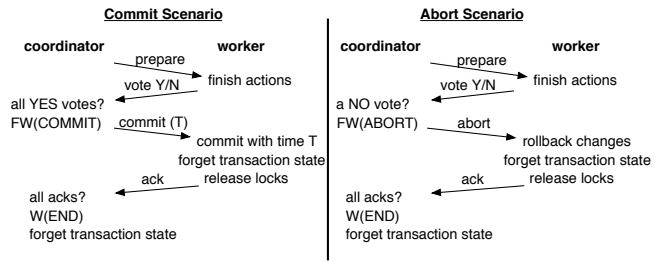 Commit Scenario
coordinator
worker
prepare
finish actions
vote Y/N
all YES votes?
FW(COMMIT)
commit (T)
commit with time T
forget transaction state
release locks
ack
all acks?
W(END)
forget transaction state
Abort Scenario
coordinator
worker
prepare
finish actions
vote Y/N
a NO vote?
FW(ABORT)
abort
rollback changes
forget transaction state
release locks
ack
all acks?
W(END)
forget transaction state